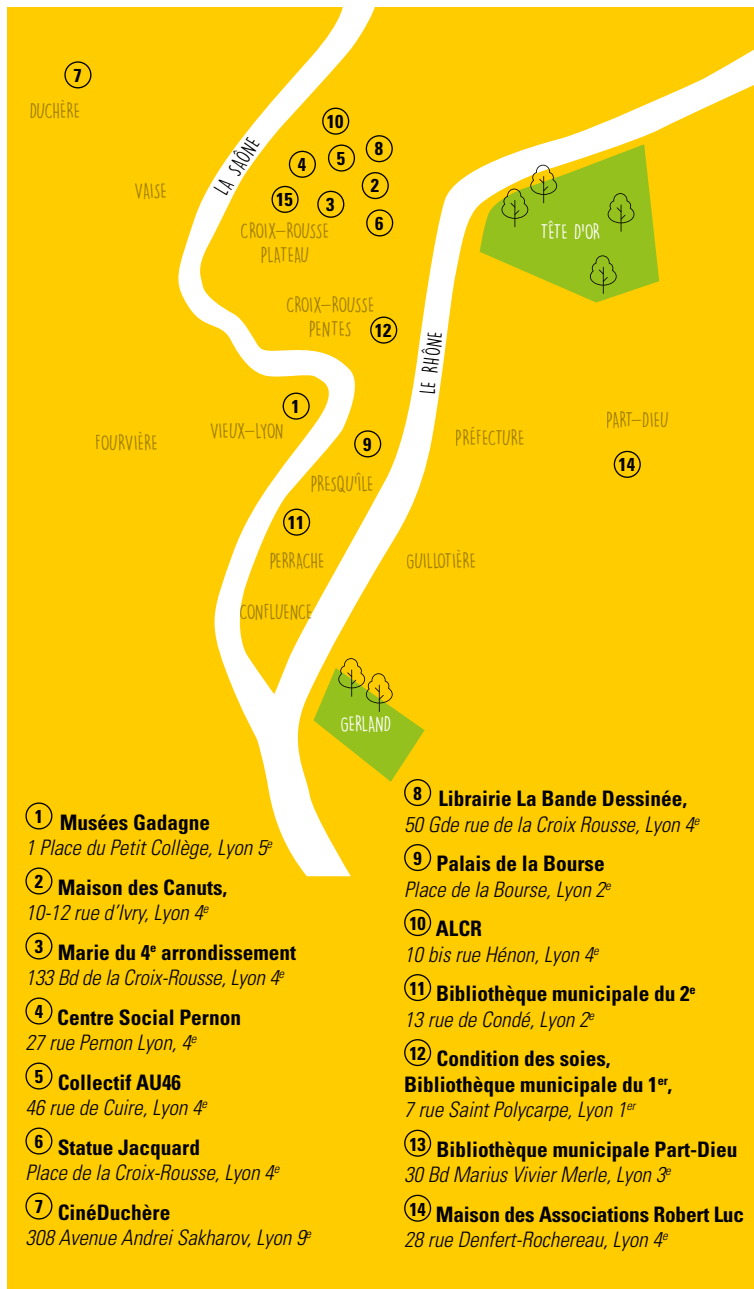 7
DUCHÈRE
10
LA SAÔNE
4
5
8
2
VAISE
15
3
6
CROIX-ROUSSE
PLATEAU
TÊTE D'OR
CROIX-ROUSSE
PENTES
12
LE RHÔNE
1
VIEUX-LYON
FOURVIÈRE
9
PRÉFECTURE
PART-DIEU
14
PRESQU'ÎLE
11
PERRACHE
GUILLOTIÈRE
CONFLUENCE
GERLAND
1 Musées Gadagne
1 Place du Petit Collège, Lyon 5e
2 Maison des Canuts,
10-12 rue d'Ivry, Lyon 4e
3 Marie du 4e arrondissement
133 Bd de la Croix-Rousse, Lyon 4e
4 Centre Social Pernon
27 rue Pernon Lyon, 4e
5 Collectif AU46
46 rue de Cuire, Lyon 4e
6 Statue Jacquard
Place de la Croix-Rousse, Lyon 4e
7 CinéDuchère
308 Avenue Andrei Sakharov, Lyon 9e
8 Librairie La Bande Dessinée,
50 Gde rue de la Croix Rousse, Lyon 4e
9 Palais de la Bourse
Place de la Bourse, Lyon 2e
10 ALCR
10 bis rue Hénon, Lyon 4e
11 Bibliothèque municipale du 2e
13 rue de Condé, Lyon 2e
12 Condition des soies,
Bibliothèque municipale du 1er,
7 rue Saint Polycarpe, Lyon 1er
13 Bibliothèque municipale Part-Dieu
30 Bd Marius Vivier Merle, Lyon 3e
14 Maison des Associations Robert Luc
28 rue Denfert-Rochereau, Lyon 4e